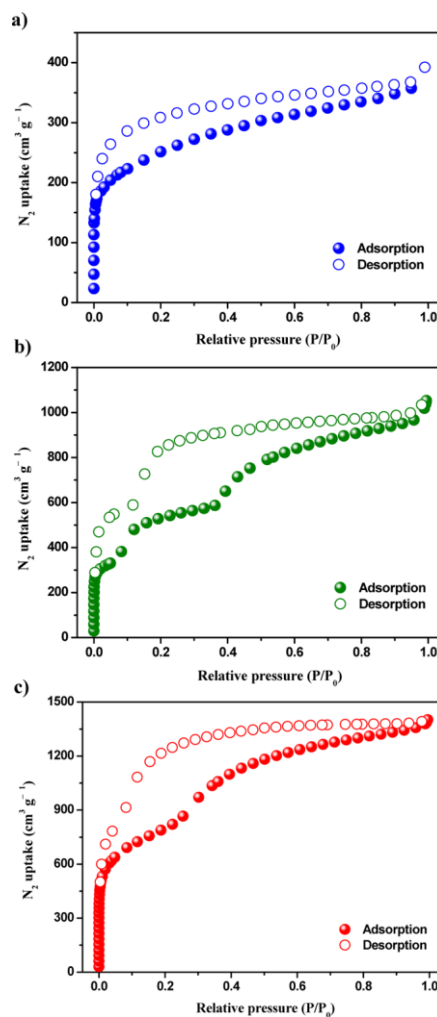 a)
400
300
200
100
0
N₂ uptake (cm³ g⁻¹)
Adsorption
Desorption
0.0 0.2 0.4 0.6 0.8 1.0
Relative pressure (P/P₀)
b)
1200
1000
800
600
400
200
0
N₂ uptake (cm³ g⁻¹)
Adsorption
Desorption
0.0 0.2 0.4 0.6 0.8 1.0
Relative pressure (P/P₀)
c)
1500
1200
900
600
300
0
N₂ uptake (cm³ g⁻¹)
Adsorption
Desorption
0.0 0.2 0.4 0.6 0.8 1.0
Relative pressure (P/P₀)